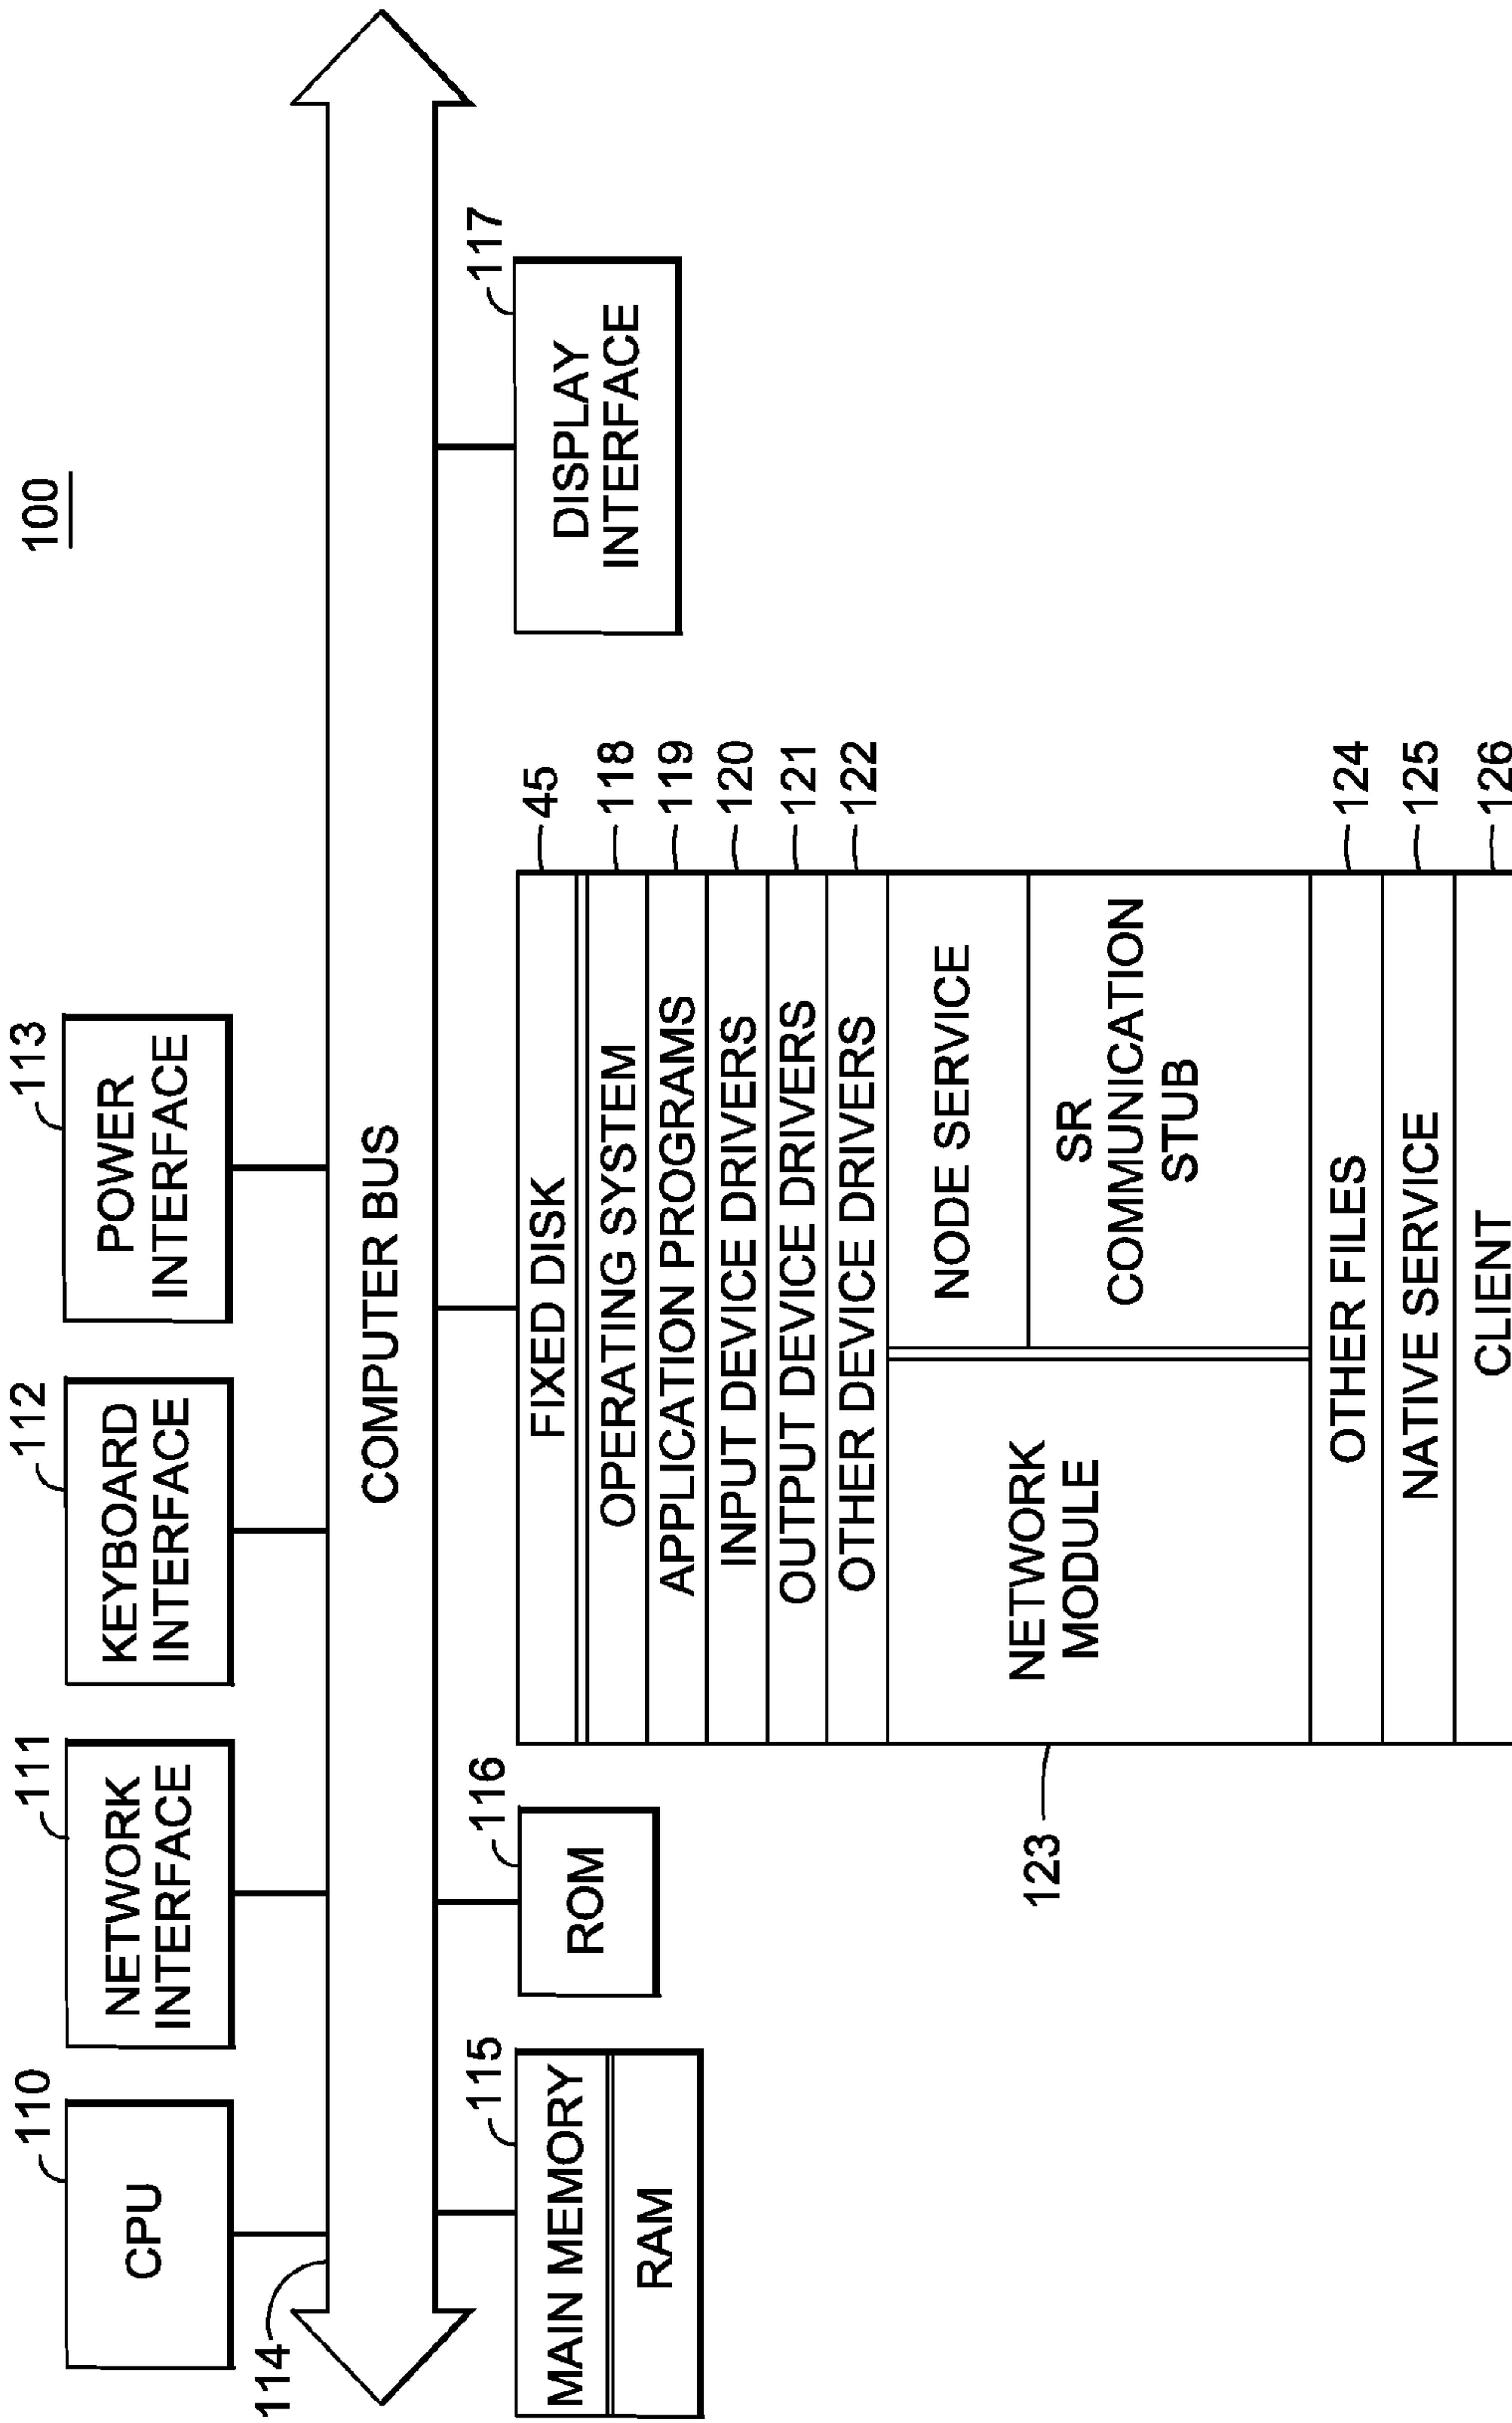 100
110
CPU
111
NETWORK
INTERFACE
112
KEYBOARD
INTERFACE
113
POWER
INTERFACE
114
COMPUTER BUS
115
MAIN MEMORY
RAM
116
ROM
45
FIXED DISK
118
OPERATING SYSTEM
119
APPLICATION PROGRAMS
120
INPUT DEVICE DRIVERS
121
OUTPUT DEVICE DRIVERS
122
OTHER DEVICE DRIVERS
123
NETWORK
MODULE
NODE SERVICE
SR
COMMUNICATION
STUB
124
OTHER FILES
125
NATIVE SERVICE
126
CLIENT
117
DISPLAY
INTERFACE